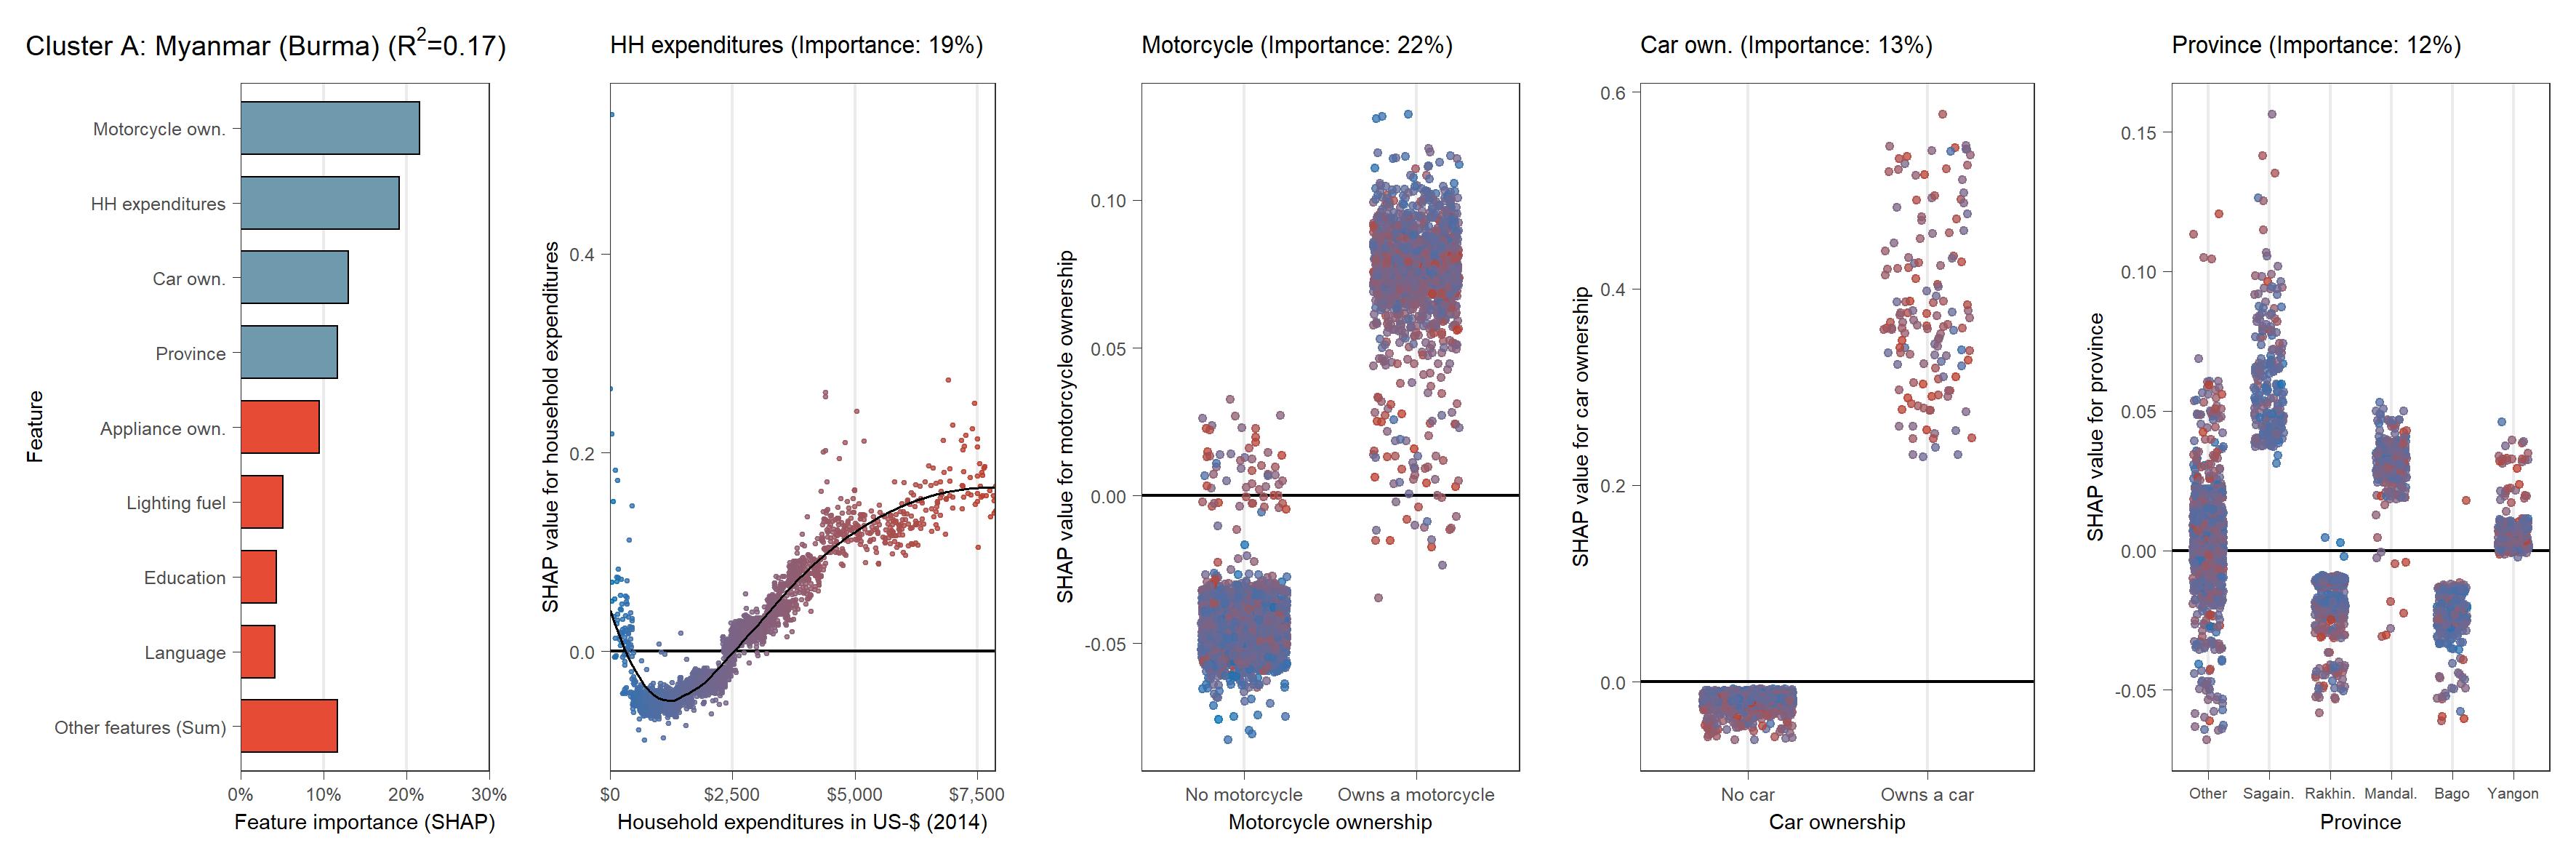 Cluster A: Myanmar (Burma) (R²=0.17)
Feature
Motorcycle own.
HH expenditures
Car own.
Province
Appliance own.
Lighting fuel
Education
Language
Other features (Sum)
0% 10% 20% 30%
Feature importance (SHAP)
HH expenditures (Importance: 19%)
SHAP value for household expenditures
0.4
0.2
0.0
$0 $2,500 $5,000 $7,500
Household expenditures in US-$ (2014)
Motorcycle (Importance: 22%)
SHAP value for motorcycle ownership
0.10
0.05
0.00
-0.05
No motorcycle Owns a motorcycle
Motorcycle ownership
Car own. (Importance: 13%)
SHAP value for car ownership
0.6
0.4
0.2
0.0
No car Owns a car
Car ownership
Province (Importance: 12%)
SHAP value for province
0.15
0.10
0.05
0.00
-0.05
Other Sagain. Rakhin. Mandal. Bago Yangon
Province